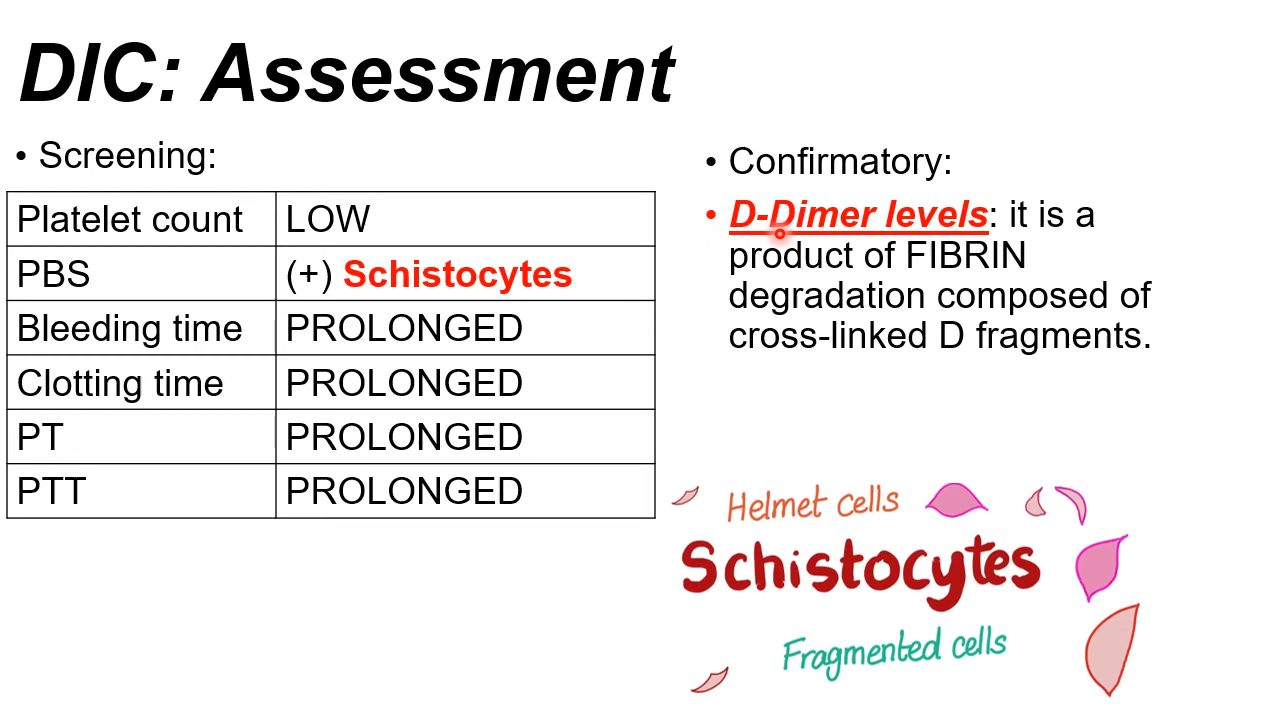 DIC: Assessment
• Screening:
Platelet count LOW
PBS (+) Schistocytes
Bleeding time PROLONGED
Clotting time PROLONGED
PT PROLONGED
PTT PROLONGED
• Confirmatory:
• D-Dimer levels: it is a
product of FIBRIN
degradation composed of
cross-linked D fragments.
Helmet cells
Schistocytes
Fragmented cells